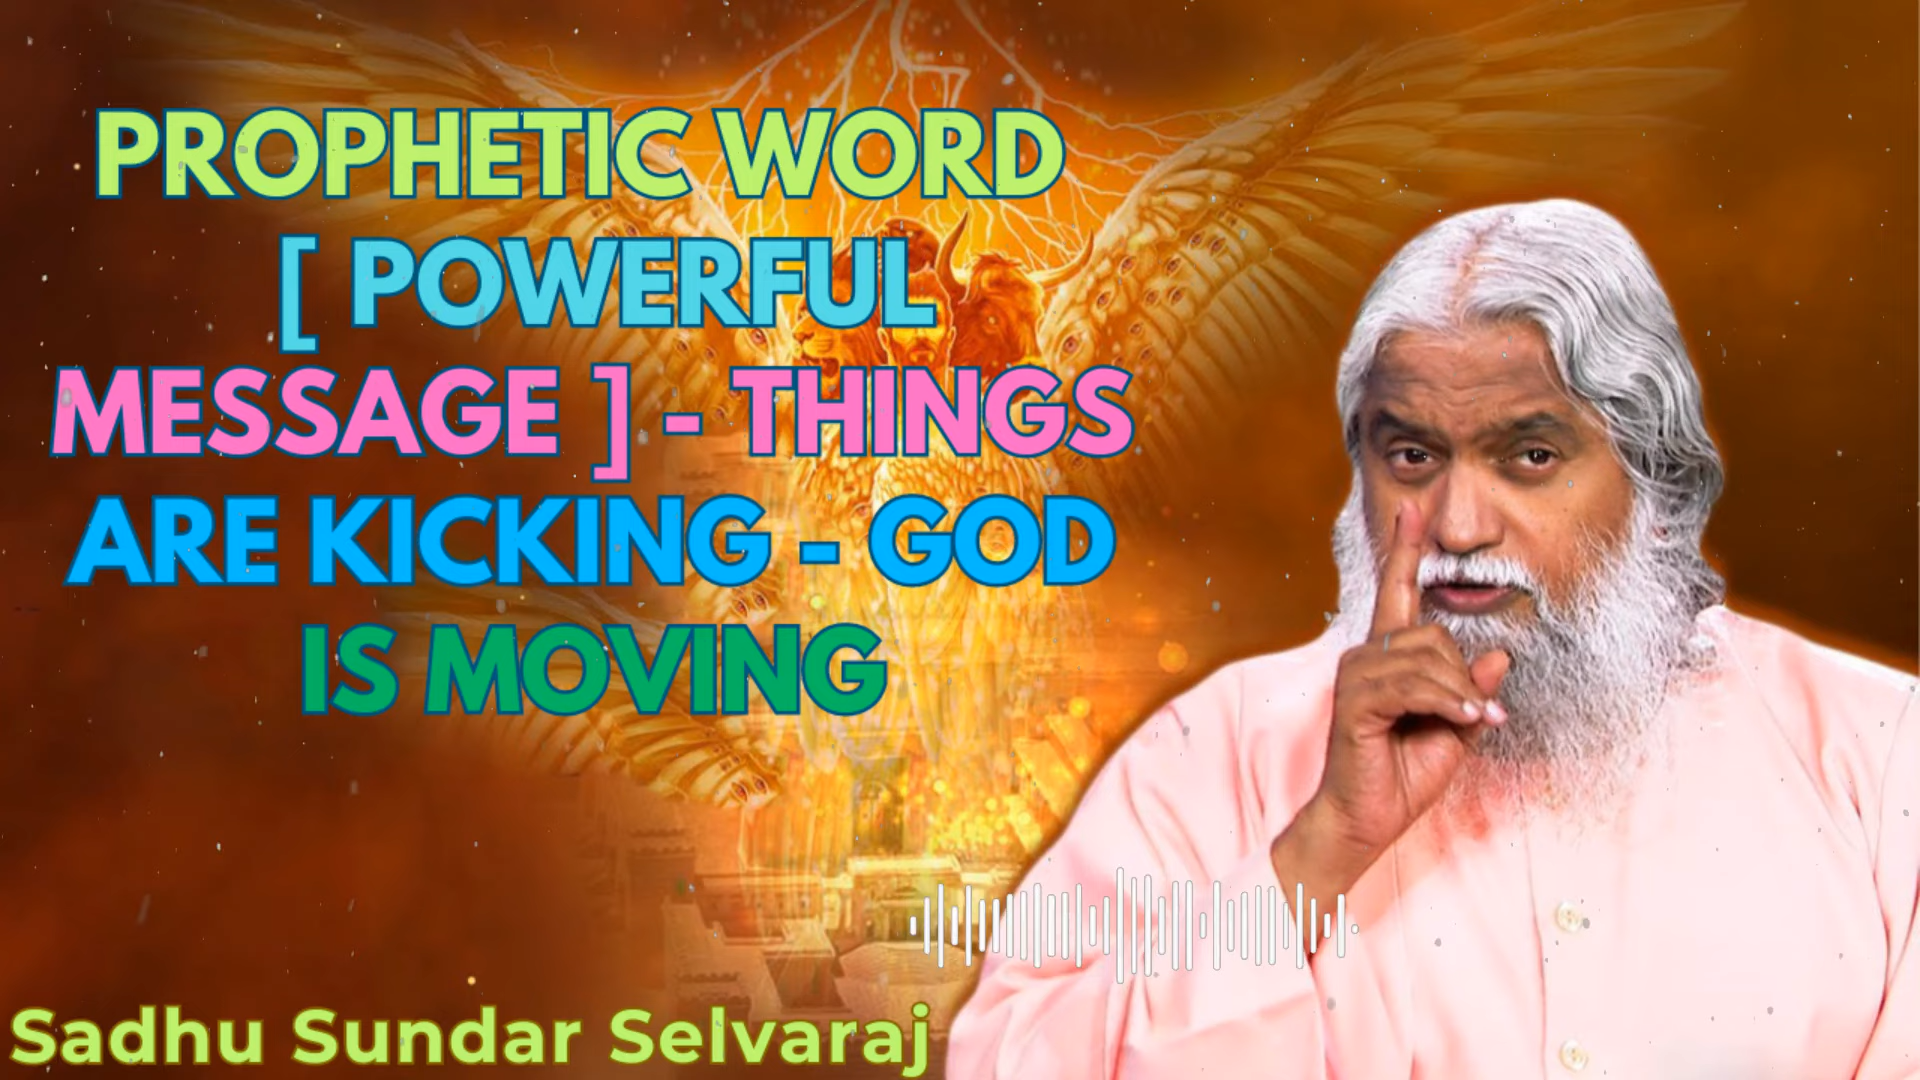 PROPHETIC WORD
[ POWERFUL
MESSAGE ] - THINGS
ARE KICKING - GOD
IS MOVING
Sadhu Sundar Selvaraj